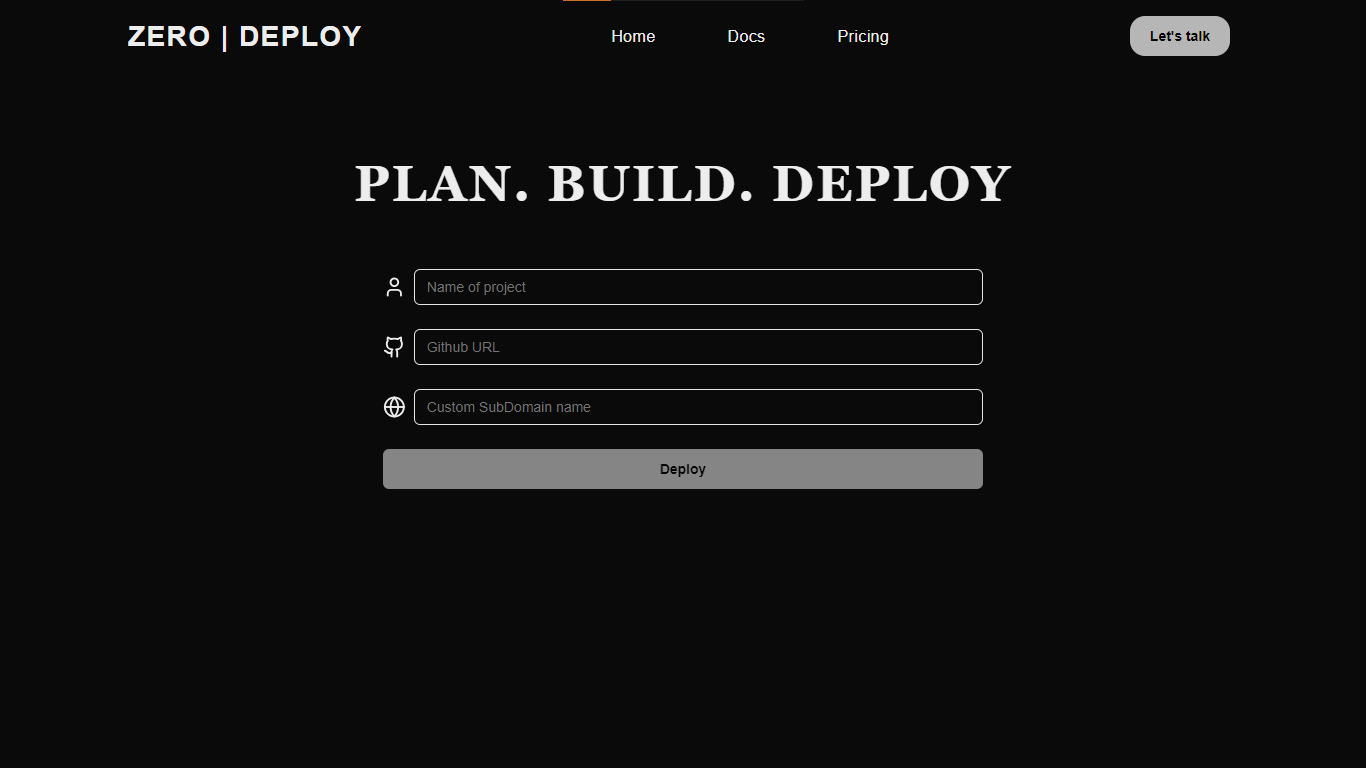 ZERO | DEPLOY
Home
Docs
Pricing
Let's talk
PLAN. BUILD. DEPLOY
Name of project
Github URL
Custom SubDomain name
Deploy